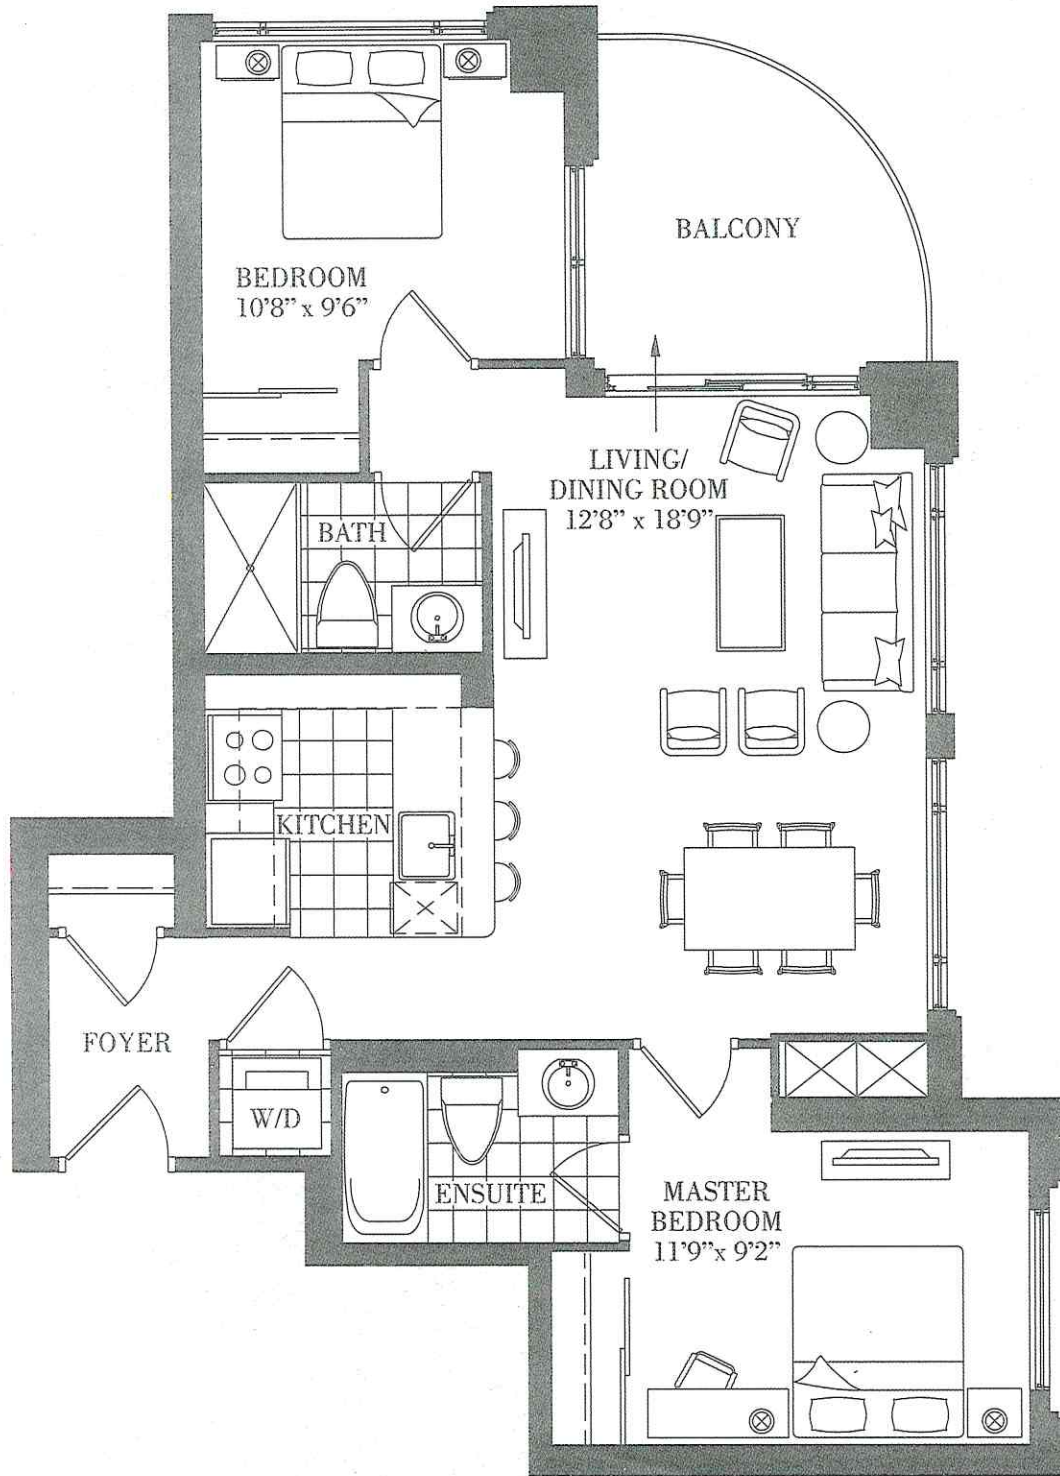 BALCONY
BEDROOM
10'8” x 9'6”
LIVING/
DINING ROOM
12'8” x 18'9”
BATH
KITCHEN
FOYER
W/D
ENSUITE
MASTER
BEDROOM
11'9”x 9'2”